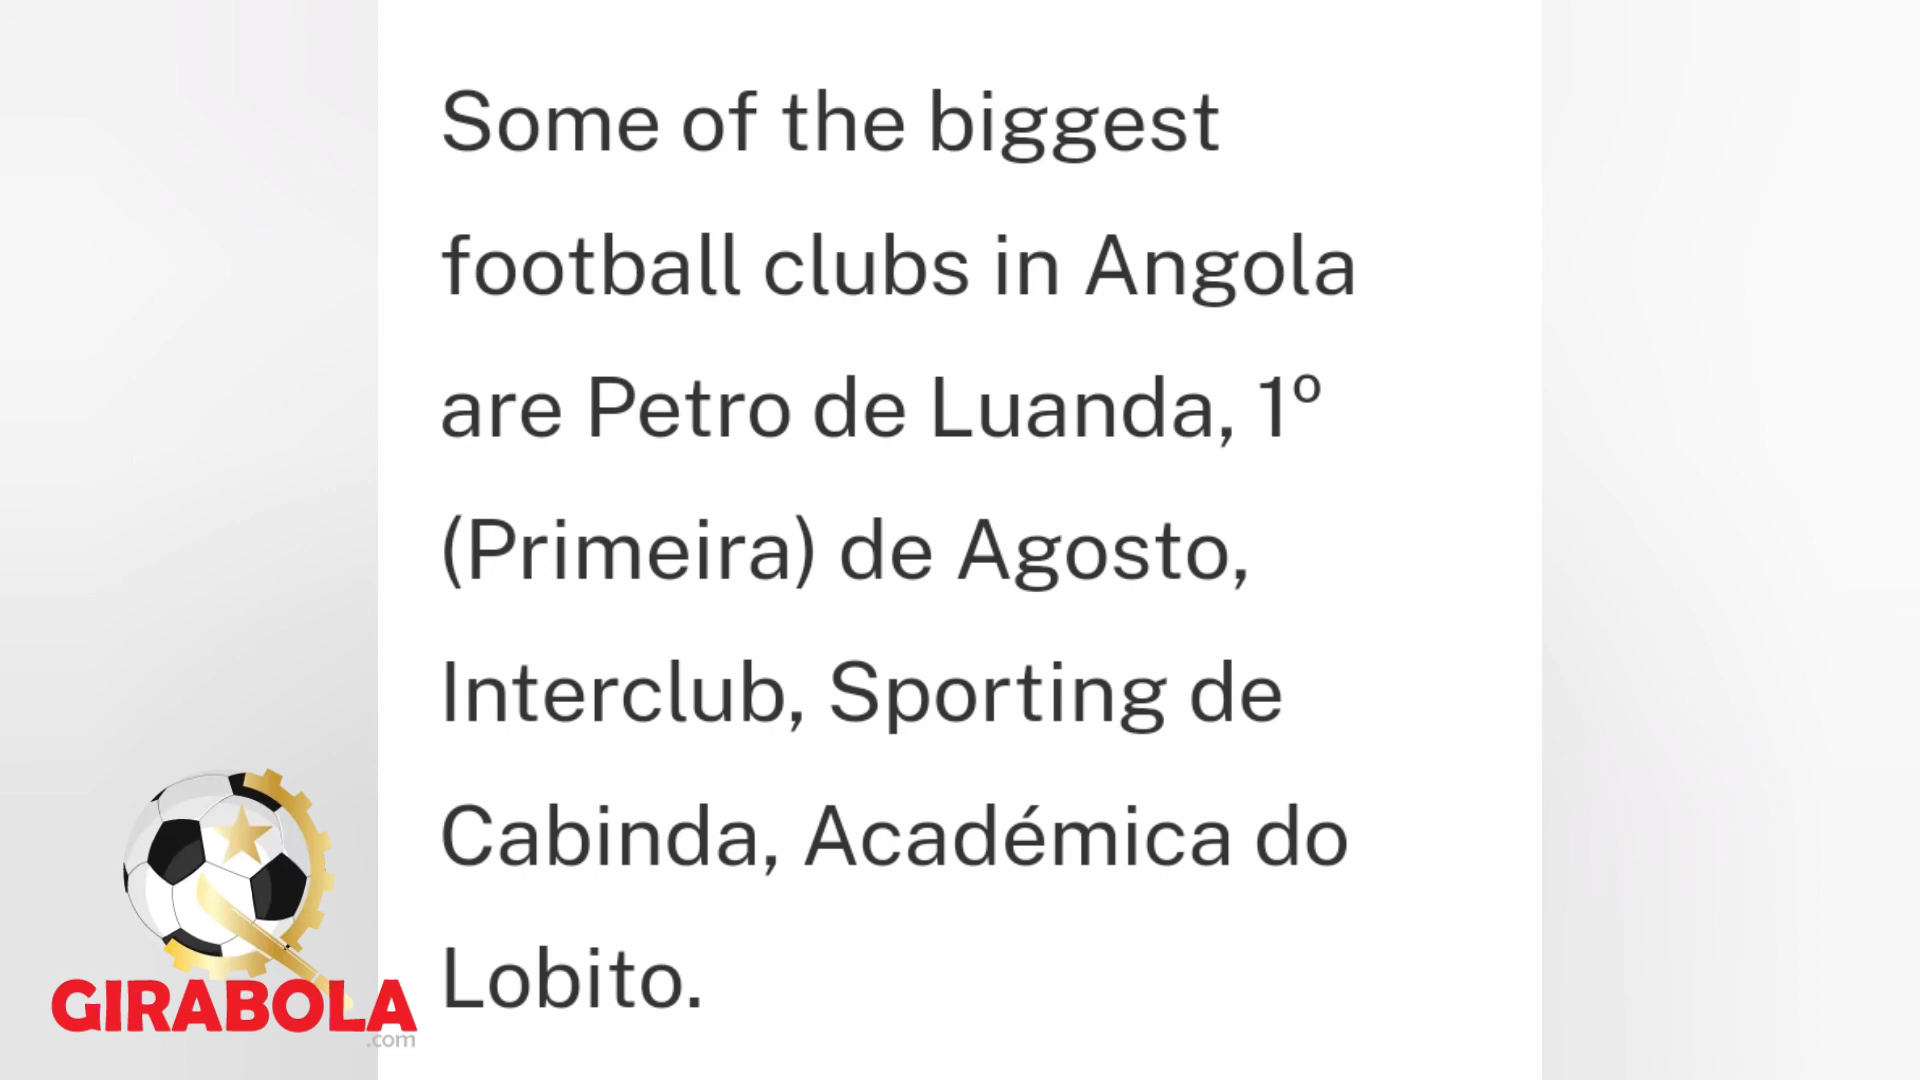 Some of the biggest
football clubs in Angola
are Petro de Luanda, 1º
(Primeira) de Agosto,
Interclub, Sporting de
Cabinda, Académica do
Lobito.
GIRABOLA
.com